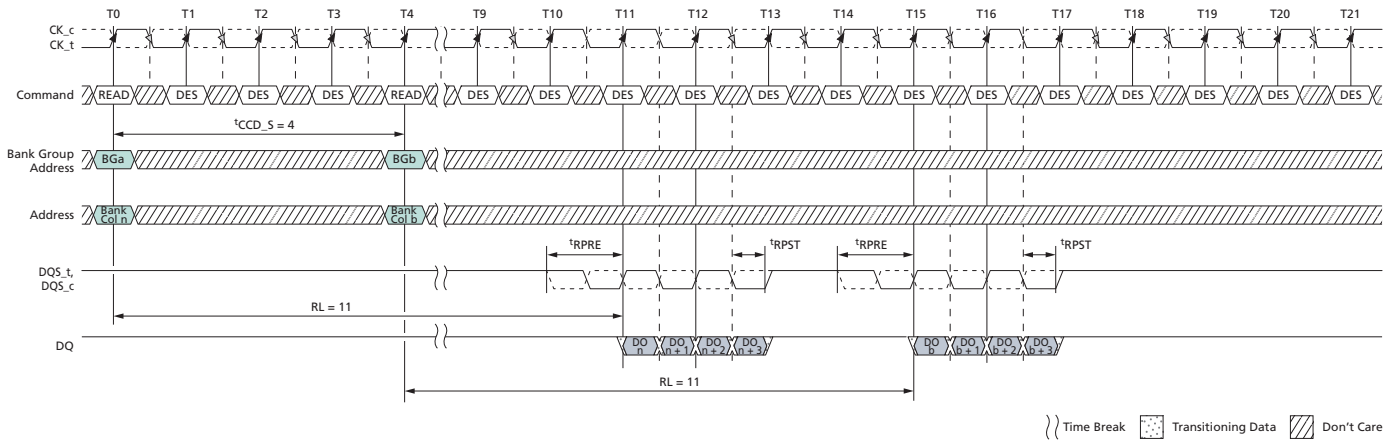 T0 T1 T2 T3 T4 T9 T10 T11 T12 T13 T14 T15 T16 T17 T18 T19 T20 T21
CK_c
CK_t
Command READ DES DES DES READ DES DES DES DES DES DES DES DES DES DES DES DES DES
tCCD_S = 4
Bank Group
Address
BGa BGb
Address
Bank
Col n
Bank
Col b
tRPRE tRPST tRPRE tRPST
DQS_t,
DQS_c
RL = 11
DQ
DO
n
DO
n + 1
DO
n + 2
DO
n + 3
DO
b
DO
b + 1
DO
b + 2
DO
b + 3
RL = 11
Time Break Transitioning Data Don't Care